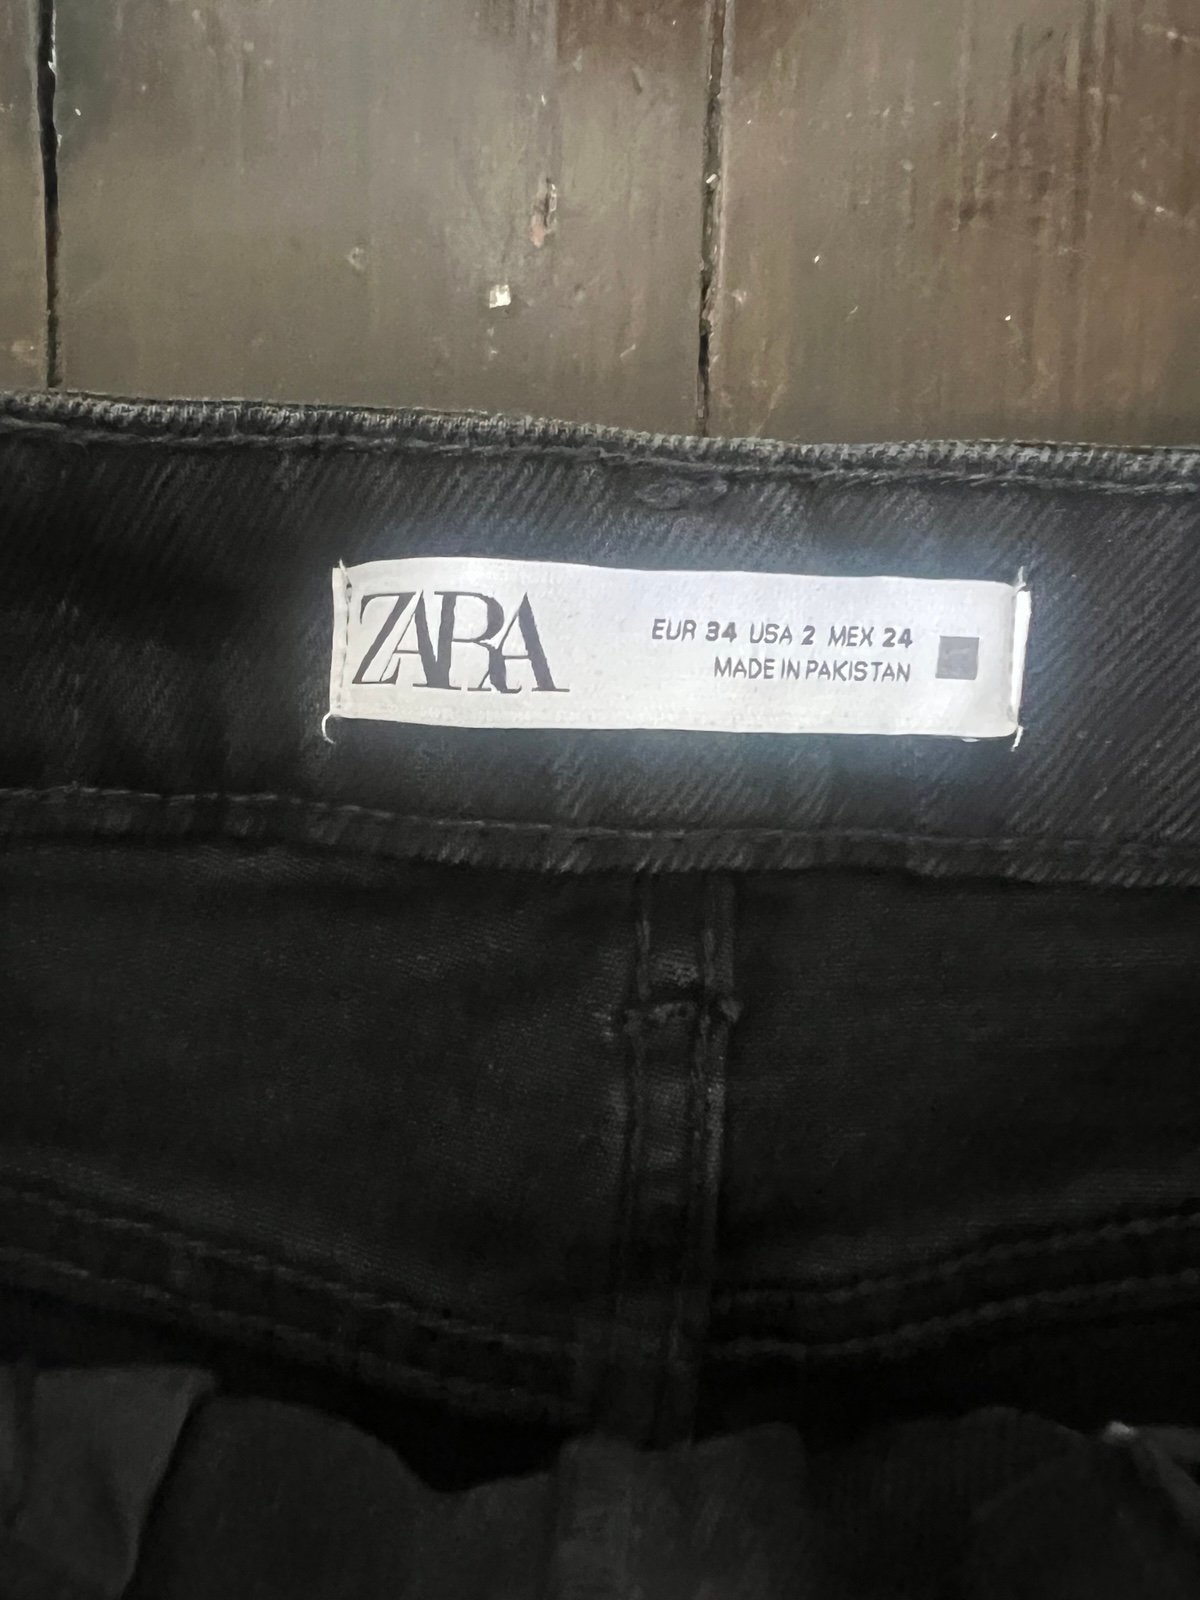 ZARA
EUR 34 USA 2 MEX 24
MADE IN PAKISTAN